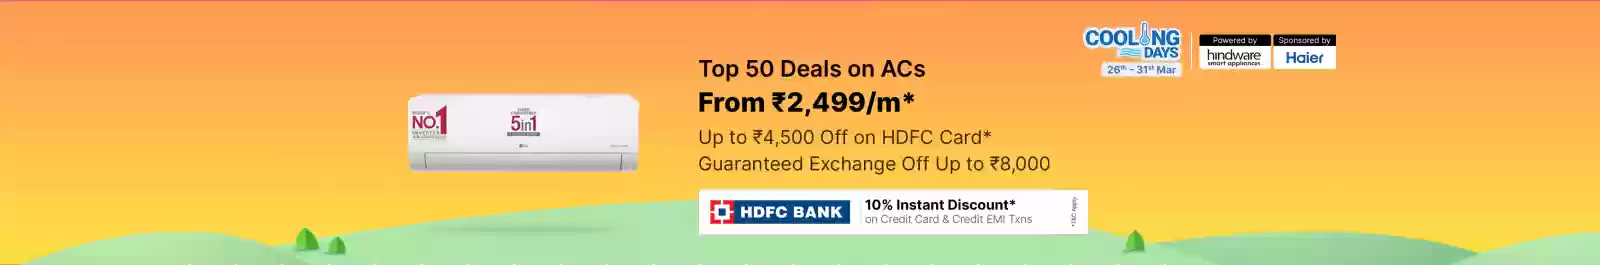 COOLING
DAYS
26th - 31st Mar
Powered by
hindware
smart appliances
Sponsored by
Haier
Top 50 Deals on ACs
From ₹2,499/m*
Up to ₹4,500 Off on HDFC Card*
Guaranteed Exchange Off Up to ₹8,000
NO.1
5in1
HDFC BANK
10% Instant Discount*
on Credit Card & Credit EMI Txns
*T&C Apply